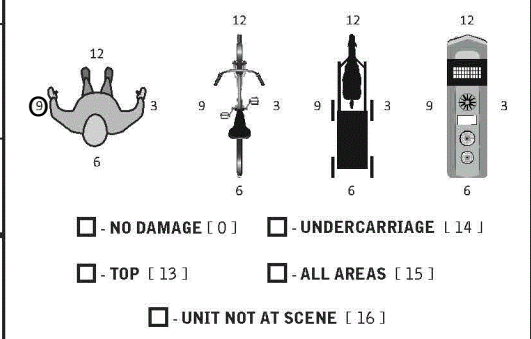 12 12 12
12
9 3 9 3 9 3 9 3
6
6 6 6
- NO DAMAGE [ 0 ] - UNDERCARRIAGE [ 14 ]
- TOP [ 13 ] - ALL AREAS [ 15 ]
- UNIT NOT AT SCENE [ 16 ]